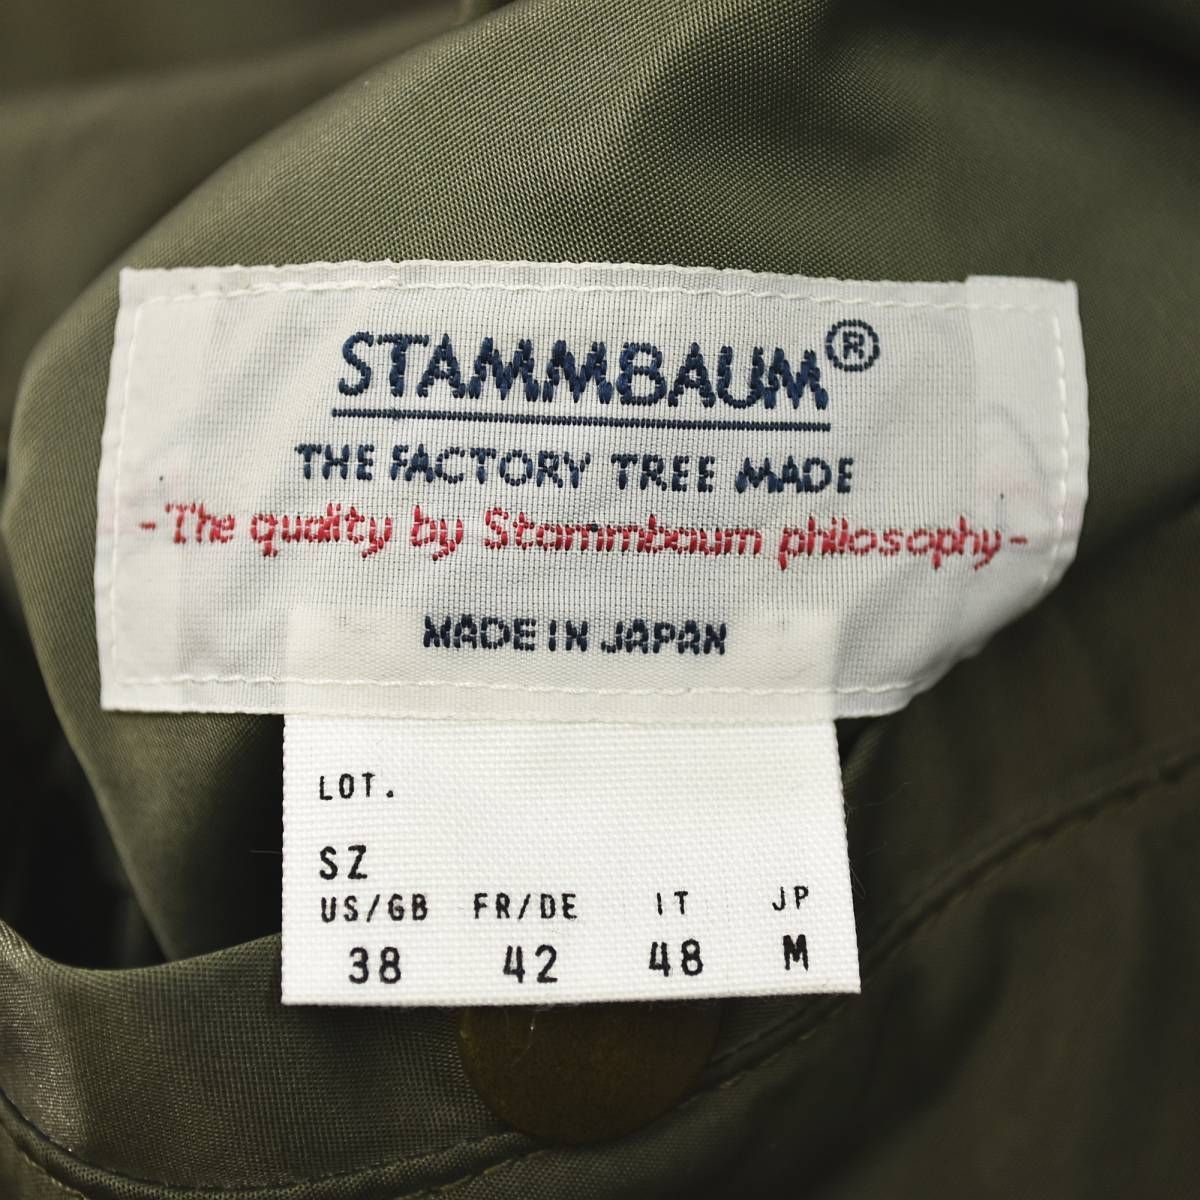 STAMMBAUM®
THE FACTORY TREE MADE
-The quality by Stammbaum philosophy-
MADE IN JAPAN
LOT.
SZ
US/GB FR/DE IT JP
38 42 48 M